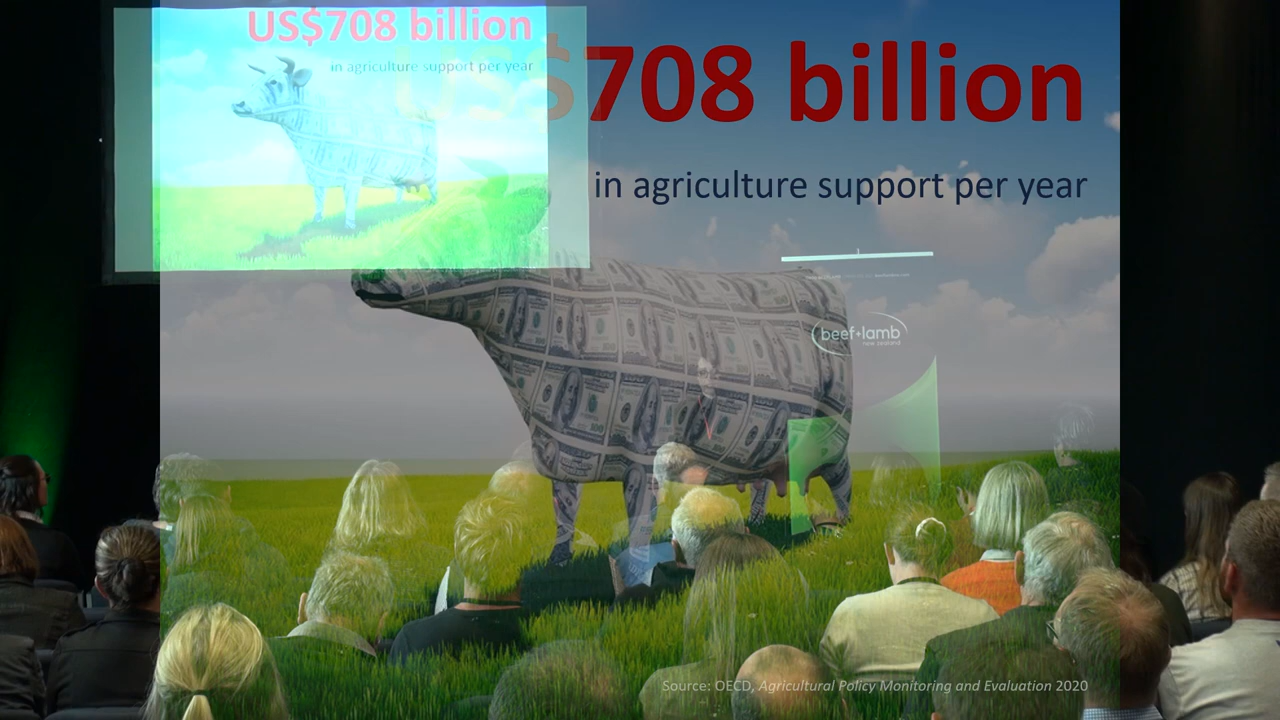 US$708 billion
in agriculture support per year
$708 billion
in agriculture support per year
beef+lamb
new zealand
Source: OECD, Agricultural Policy Monitoring and Evaluation 2020